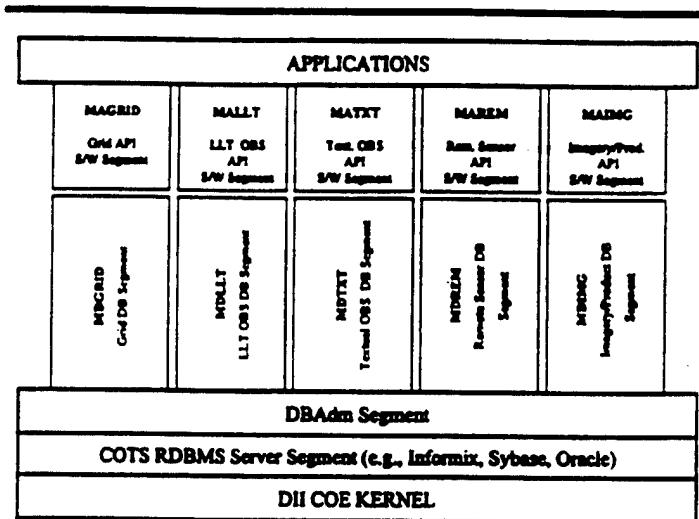 APPLICATIONS
MAGRID
Grid API
S/W Segment
MALLT
LLT OBS
API
S/W Segment
MATXT
Text. OBS
API
S/W Segment
MAREM
Rem. Sensor
API
S/W Segment
MAIMG
Imagery/Prod.
API
S/W Segment
MDGRID
Grid DB Segment
MDLLT
LLT OBS DB Segment
MDTXT
Textual OBS DB Segment
MDREM
Remote Sensor DB
Segment
MDIMG
Imagery/Product DB
Segment
DBAdm Segment
COTS RDBMS Server Segment (e.g., Informix, Sybase, Oracle)
DII COE KERNEL